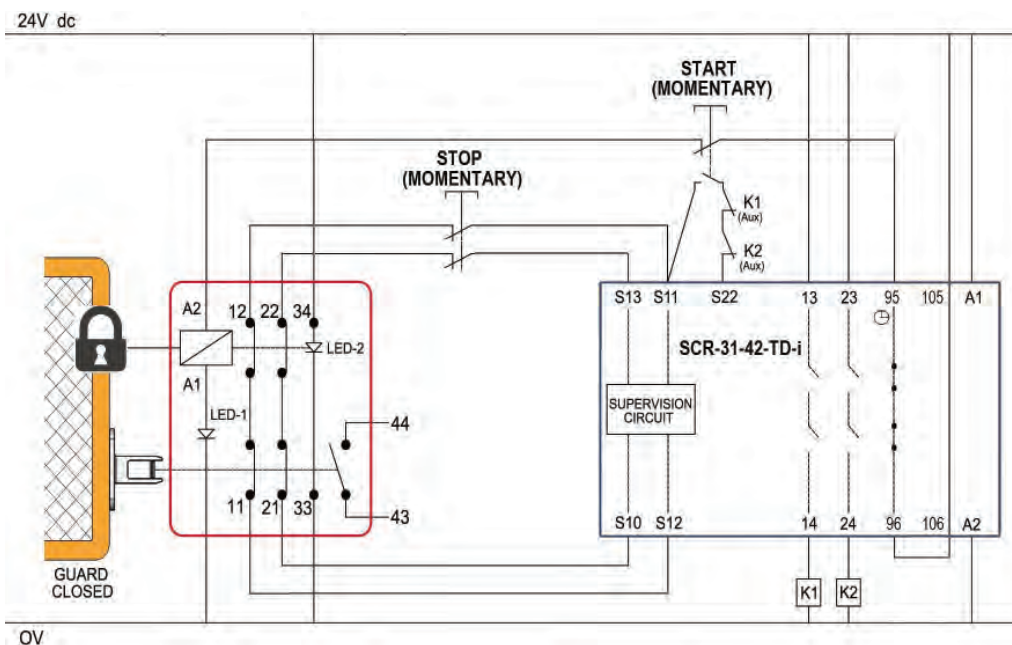 24V dc
START
(MOMENTARY)
STOP
(MOMENTARY)
K1
(Aux)
K2
(Aux)
S13 S11 S22 13 23 95 105 A1
A2 12 22 34
SCR-31-42-TD-i
LED-2
A1
SUPERVISION
CIRCUIT
LED-1
44
11 21 33
43
S10 S12 14 24 96 106 A2
GUARD
CLOSED
K1 K2
OV